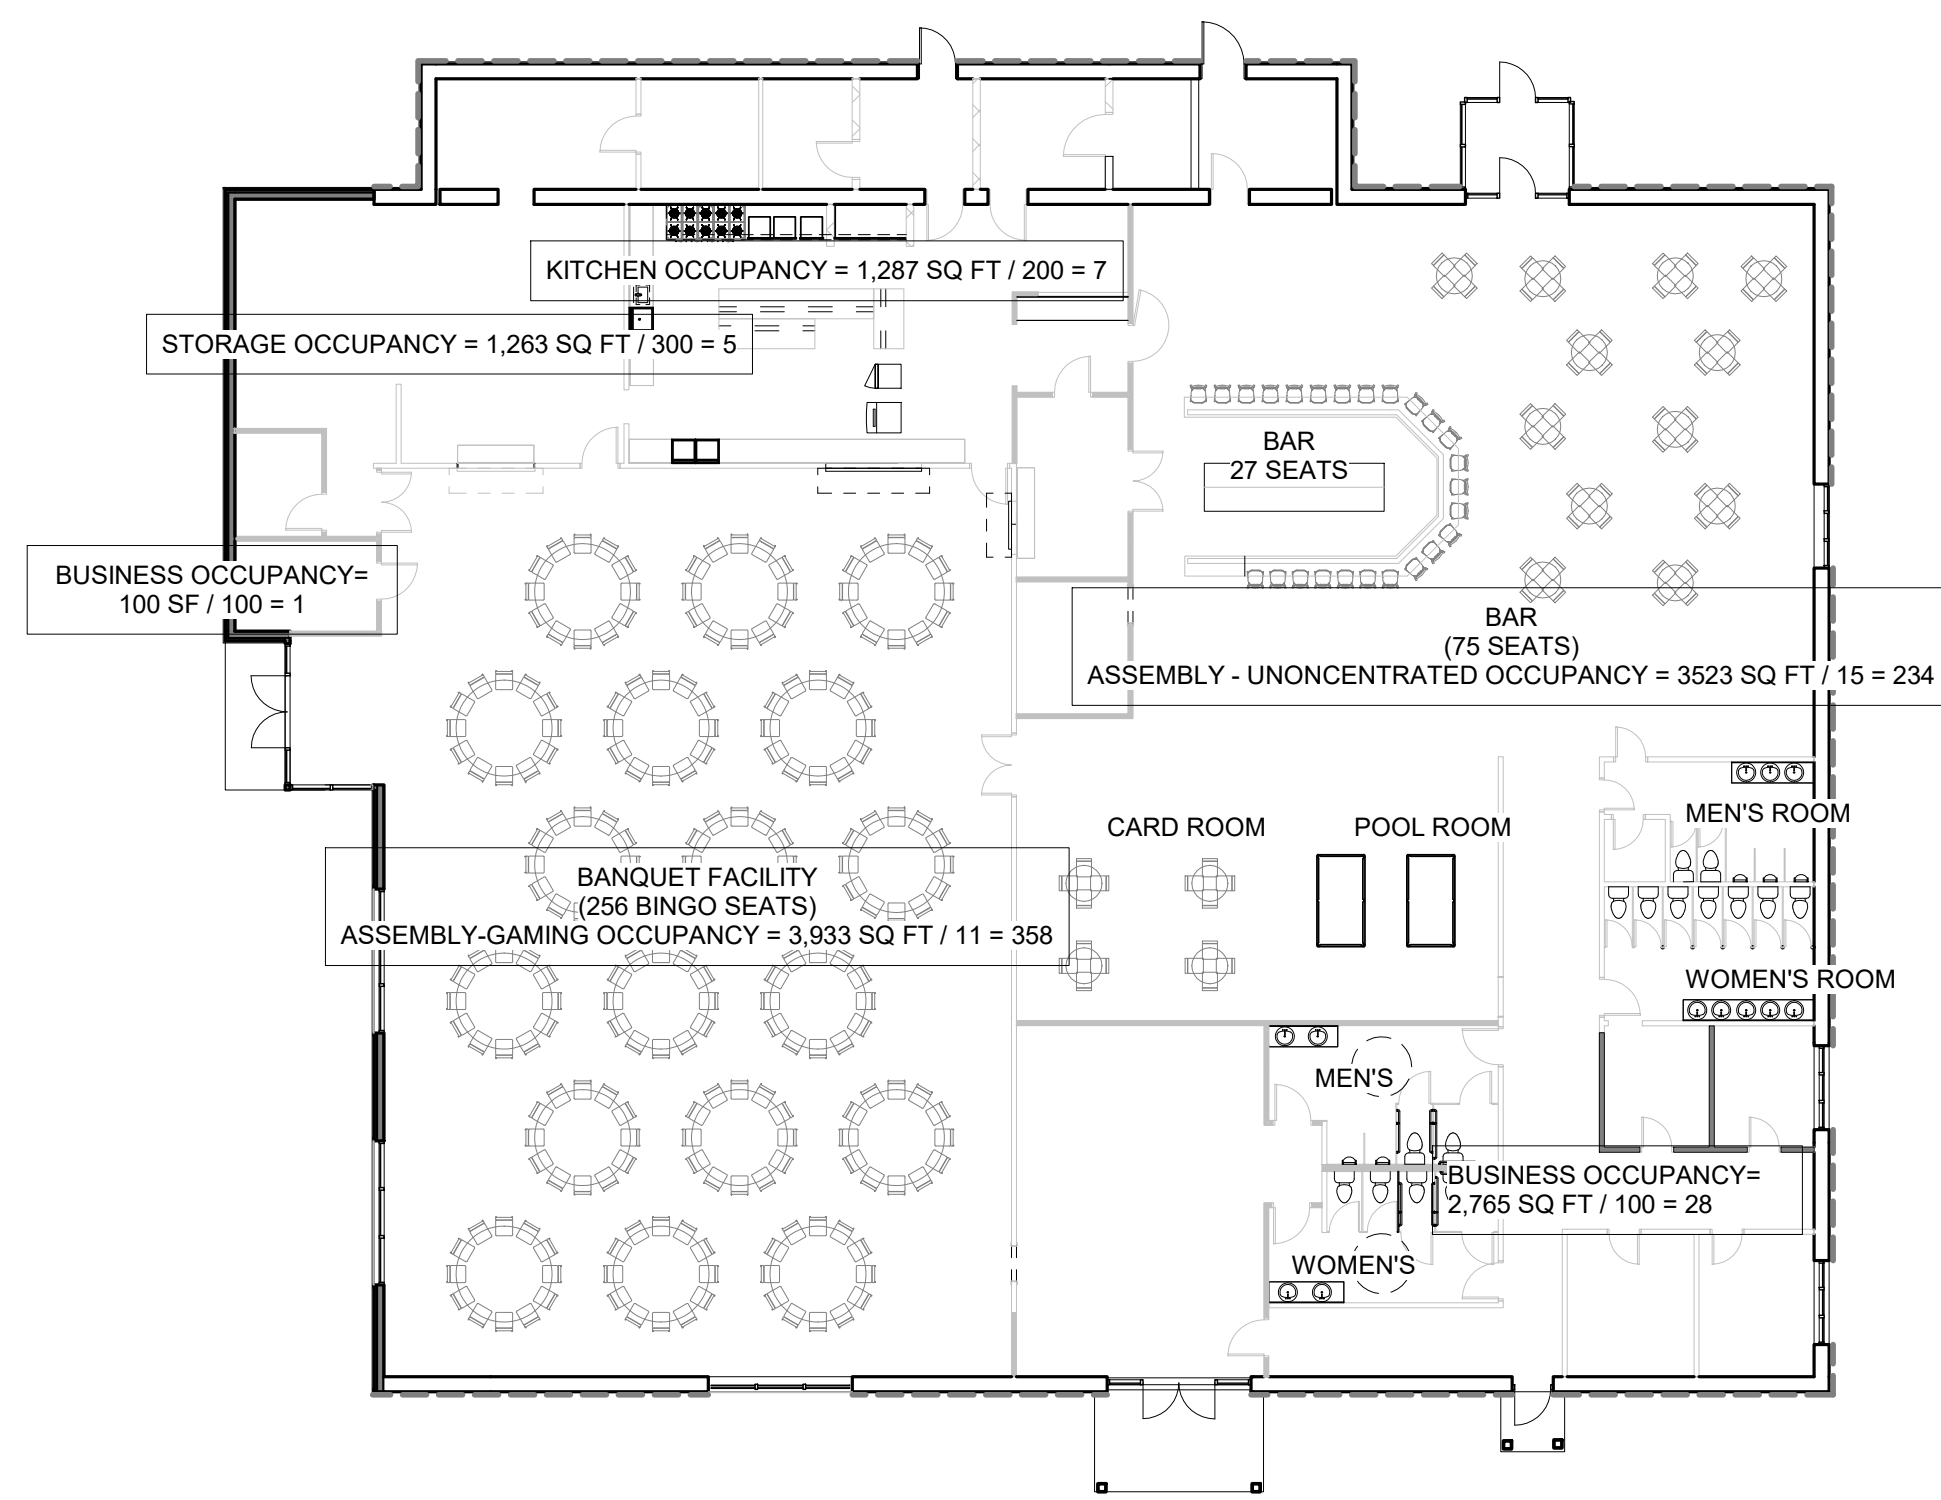 KITCHEN OCCUPANCY = 1,287 SQ FT / 200 = 7
STORAGE OCCUPANCY = 1,263 SQ FT / 300 = 5
BAR
27 SEATS
BUSINESS OCCUPANCY=
100 SF / 100 = 1
BAR
(75 SEATS)
ASSEMBLY - UNONCENTRATED OCCUPANCY = 3523 SQ FT / 15 = 234
CARD ROOM
POOL ROOM
MEN'S ROOM
BANQUET FACILITY
(256 BINGO SEATS)
ASSEMBLY-GAMING OCCUPANCY = 3,933 SQ FT / 11 = 358
WOMEN'S ROOM
MEN'S
BUSINESS OCCUPANCY=
2,765 SQ FT / 100 = 28
WOMEN'S